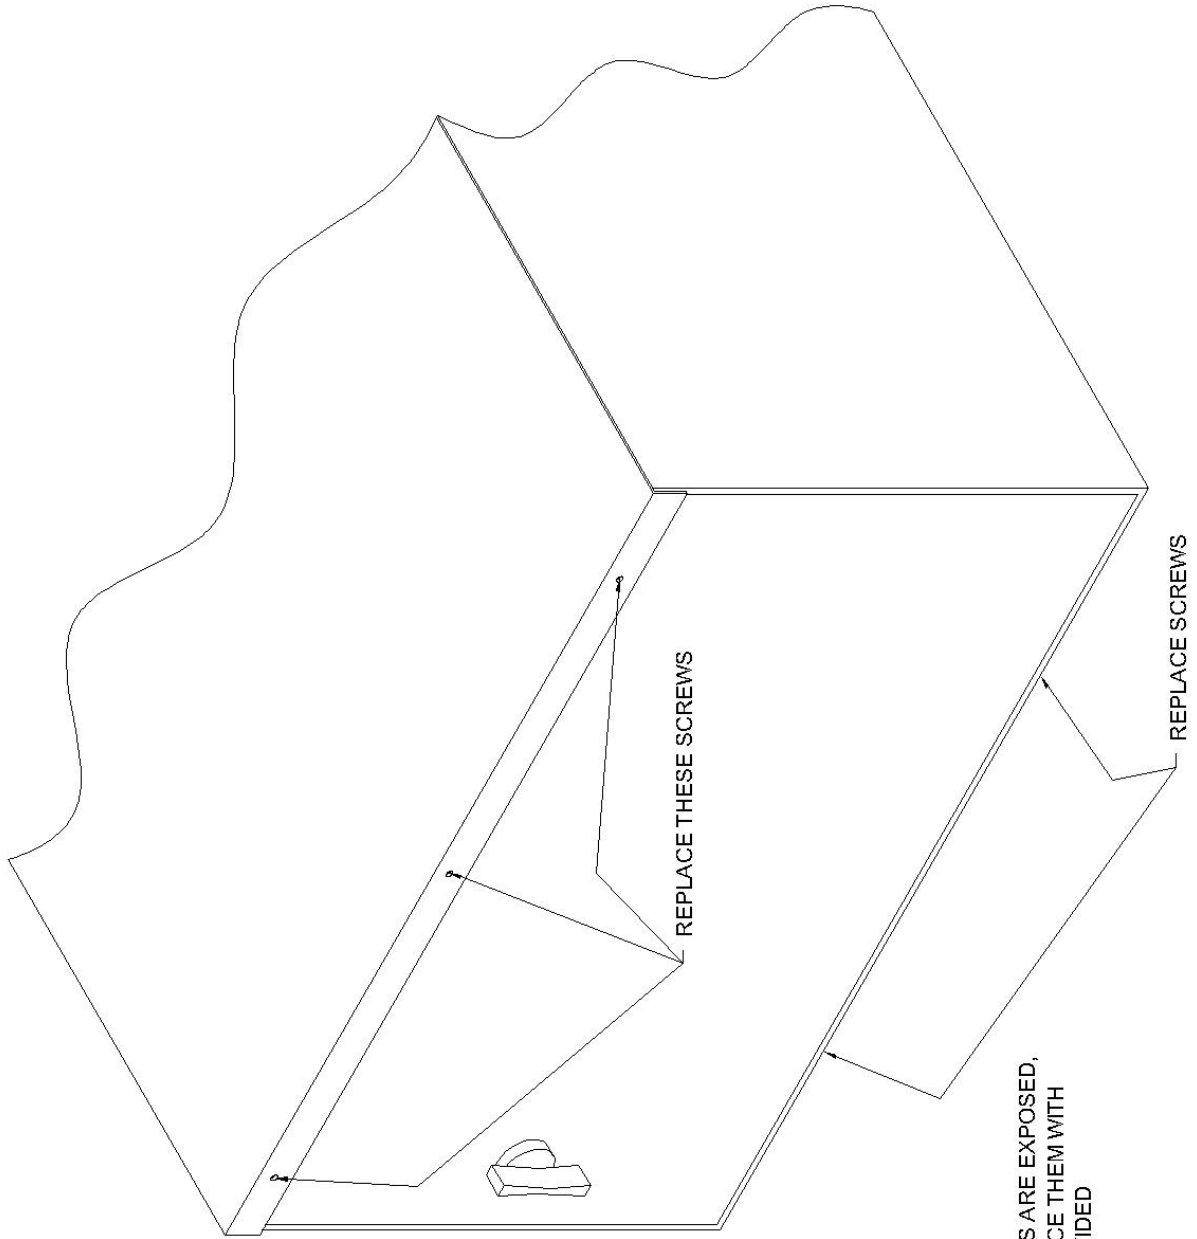 REPLACE THESE SCREWS
REPLACE SCREWS
S ARE EXPOSED,
CE THEM WITH
IDED